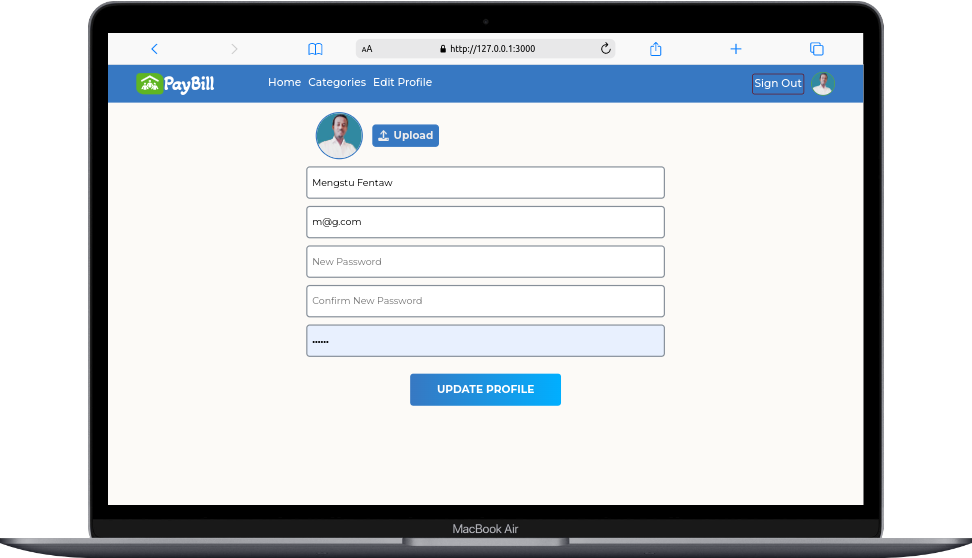 AA http://127.0.0.1:3000
PayBill Home Categories Edit Profile Sign Out
Upload
Mengstu Fentaw
m@g.com
New Password
Confirm New Password
••••••
UPDATE PROFILE
MacBook Air